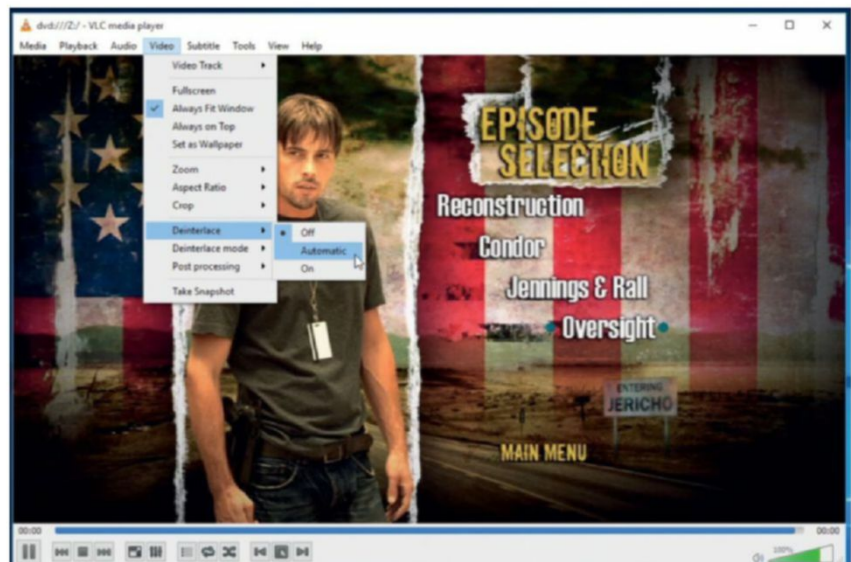 dvd:///Z:/ - VLC media player
Media Playback Audio Video Subtitle Tools View Help
Video Track
Fullscreen
Always Fit Window
Always on Top
Set as Wallpaper
Zoom
Aspect Ratio
Crop
Deinterlace
Deinterlace mode
Post processing
Take Snapshot
Off
Automatic
On
EPISODE
SELECTION
Reconstruction
Condor
Jennings & Rall
Oversight
ENTERING
JERICHO
MAIN MENU
00:00 00:00
100%